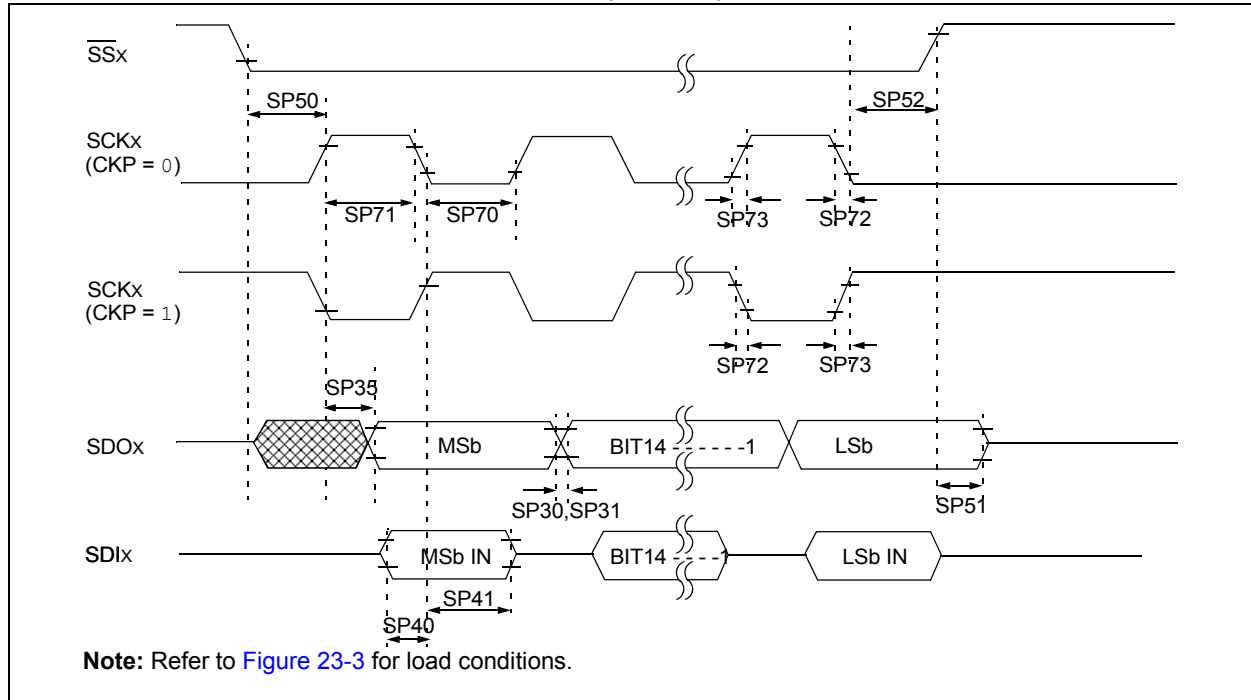 SSX
SP50
SP52
SCKX
(CKP = 0)
SP71
SP70
SP73
SP72
SCKX
(CKP = 1)
SP72
SP73
SP35
SDOX
MSb
BIT14 - - - - - -1
LSb
SP30,SP31
SP51
SDIX
MSb IN
BIT14 - - - - -1
LSb IN
SP41
SP40
Note: Refer to Figure 23-3 for load conditions.